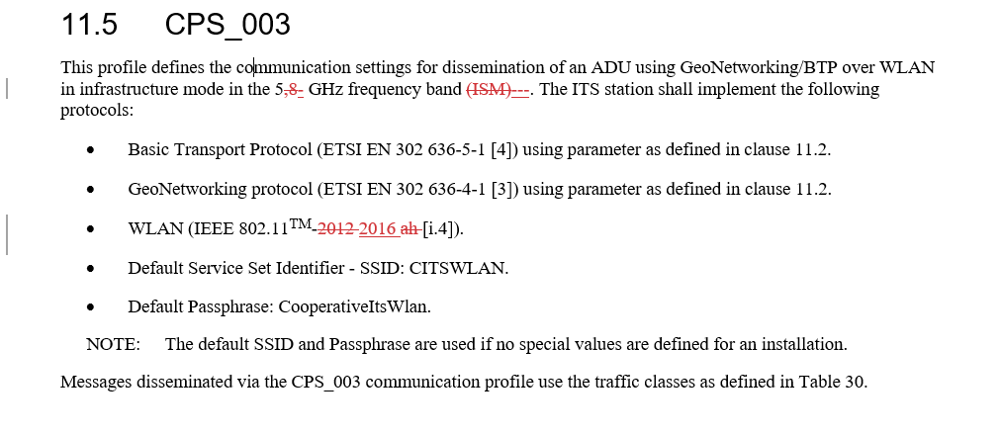 11.5 CPS_003
This profile defines the communication settings for dissemination of an ADU using GeoNetworking/BTP over WLAN
in infrastructure mode in the 5,8- GHz frequency band (ISM)---. The ITS station shall implement the following
protocols:
• Basic Transport Protocol (ETSI EN 302 636-5-1 [4]) using parameter as defined in clause 11.2.
• GeoNetworking protocol (ETSI EN 302 636-4-1 [3]) using parameter as defined in clause 11.2.
• WLAN (IEEE 802.11TM-2012 2016 ah [i.4]).
• Default Service Set Identifier - SSID: CITSWLAN.
• Default Passphrase: CooperativeItsWlan.
NOTE: The default SSID and Passphrase are used if no special values are defined for an installation.
Messages disseminated via the CPS_003 communication profile use the traffic classes as defined in Table 30.